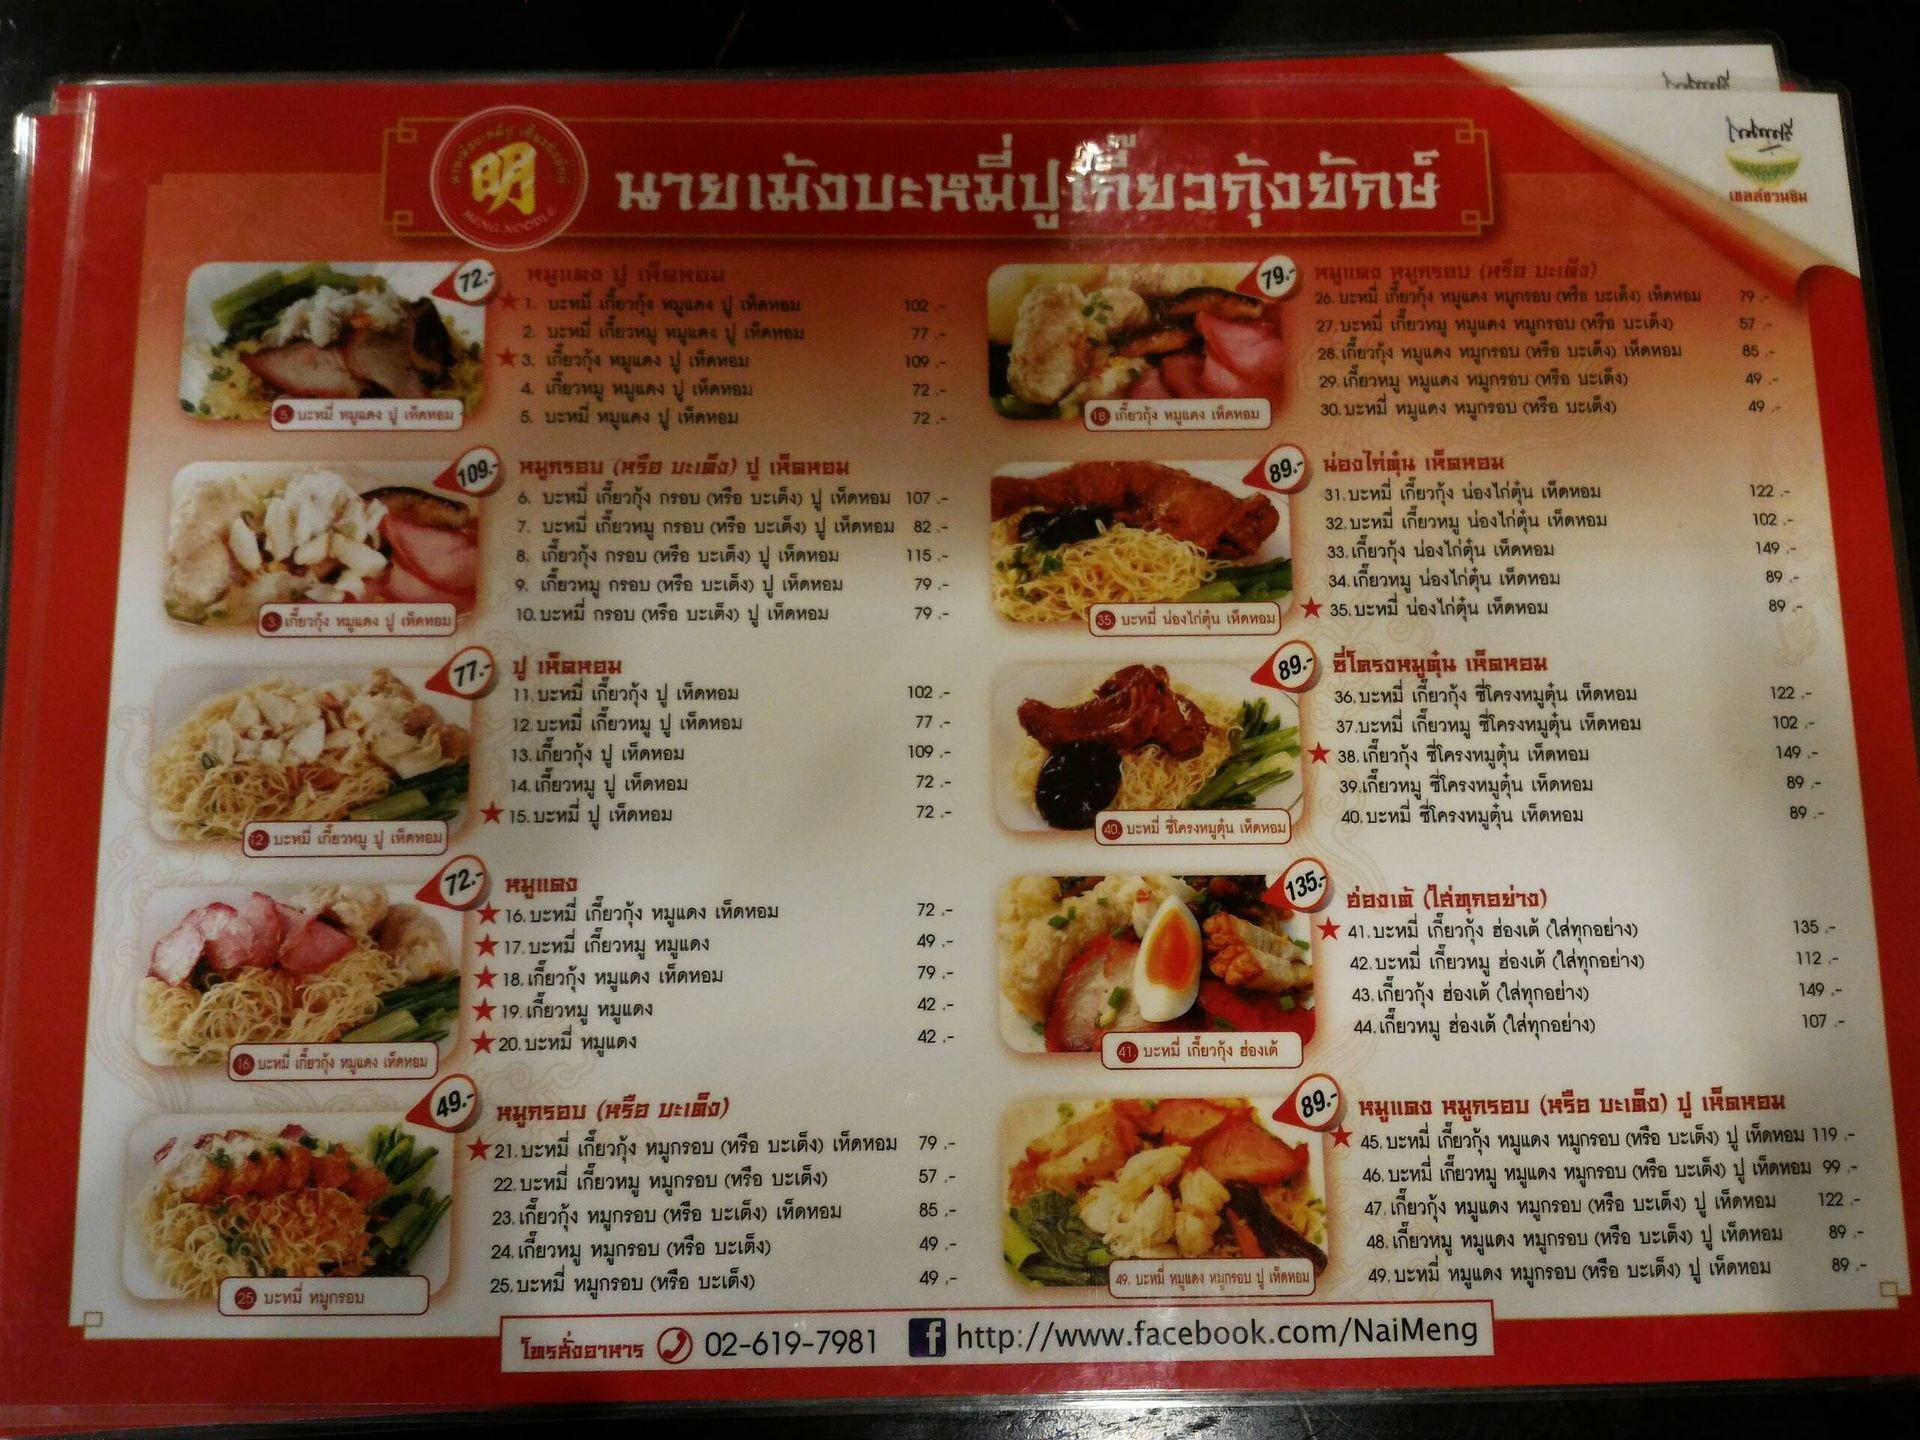 นายเม้งบะหมี่ปูเกี๊ยวกุ้งยักษ์
明
MENG NOODLE
เชลล์ชวนชิม
72.-
5. บะหมี่ หมูแดง ปู เห็ดหอม
หมูแดง ปู เห็ดหอม
★ 1. บะหมี่ เกี๊ยวกุ้ง หมูแดง ปู เห็ดหอม 102 .-
2. บะหมี่ เกี๊ยวหมู หมูแดง ปู เห็ดหอม 77 .-
★ 3. เกี๊ยวกุ้ง หมูแดง ปู เห็ดหอม 109 .-
4. เกี๊ยวหมู หมูแดง ปู เห็ดหอม 72 .-
5. บะหมี่ หมูแดง ปู เห็ดหอม 72 .-
109.-
3. เกี๊ยวกุ้ง หมูแดง ปู เห็ดหอม
หมูกรอบ (หรือ บะเต็ง) ปู เห็ดหอม
6. บะหมี่ เกี๊ยวกุ้ง กรอบ (หรือ บะเต็ง) ปู เห็ดหอม 107 .-
7. บะหมี่ เกี๊ยวหมู กรอบ (หรือ บะเต็ง) ปู เห็ดหอม 82 .-
8. เกี๊ยวกุ้ง กรอบ (หรือ บะเต็ง) ปู เห็ดหอม 115 .-
9. เกี๊ยวหมู กรอบ (หรือ บะเต็ง) ปู เห็ดหอม 79 .-
10. บะหมี่ กรอบ (หรือ บะเต็ง) ปู เห็ดหอม 79 .-
77.-
12. บะหมี่ เกี๊ยวหมู ปู เห็ดหอม
ปู เห็ดหอม
11. บะหมี่ เกี๊ยวกุ้ง ปู เห็ดหอม 102 .-
12. บะหมี่ เกี๊ยวหมู ปู เห็ดหอม 77 .-
13. เกี๊ยวกุ้ง ปู เห็ดหอม 109 .-
14. เกี๊ยวหมู ปู เห็ดหอม 72 .-
★ 15. บะหมี่ ปู เห็ดหอม 72 .-
72.-
16. บะหมี่ เกี๊ยวกุ้ง หมูแดง เห็ดหอม
หมูแดง
★ 16. บะหมี่ เกี๊ยวกุ้ง หมูแดง เห็ดหอม 72 .-
★ 17. บะหมี่ เกี๊ยวหมู หมูแดง 49 .-
★ 18. เกี๊ยวกุ้ง หมูแดง เห็ดหอม 79 .-
★ 19. เกี๊ยวหมู หมูแดง 42 .-
★ 20. บะหมี่ หมูแดง 42 .-
49.-
25. บะหมี่ หมูกรอบ
หมูกรอบ (หรือ บะเต็ง)
★ 21. บะหมี่ เกี๊ยวกุ้ง หมูกรอบ (หรือ บะเต็ง) เห็ดหอม 79 .-
22. บะหมี่ เกี๊ยวหมู หมูกรอบ (หรือ บะเต็ง) 57 .-
23. เกี๊ยวกุ้ง หมูกรอบ (หรือ บะเต็ง) เห็ดหอม 85 .-
24. เกี๊ยวหมู หมูกรอบ (หรือ บะเต็ง) 49 .-
25. บะหมี่ หมูกรอบ (หรือ บะเต็ง) 49 .-
79.-
18. เกี๊ยวกุ้ง หมูแดง เห็ดหอม
หมูแดง หมูกรอบ (หรือ บะเต็ง)
26. บะหมี่ เกี๊ยวกุ้ง หมูแดง หมูกรอบ (หรือ บะเต็ง) เห็ดหอม 79 .-
27. บะหมี่ เกี๊ยวหมู หมูแดง หมูกรอบ (หรือ บะเต็ง) 57 .-
28. เกี๊ยวกุ้ง หมูแดง หมูกรอบ (หรือ บะเต็ง) เห็ดหอม 85 .-
29. เกี๊ยวหมู หมูแดง หมูกรอบ (หรือ บะเต็ง) 49 .-
30. บะหมี่ หมูแดง หมูกรอบ (หรือ บะเต็ง) 49 .-
89.-
35. บะหมี่ น่องไก่ตุ๋น เห็ดหอม
น่องไก่ตุ๋น เห็ดหอม
31. บะหมี่ เกี๊ยวกุ้ง น่องไก่ตุ๋น เห็ดหอม 122 .-
32. บะหมี่ เกี๊ยวหมู น่องไก่ตุ๋น เห็ดหอม 102 .-
33. เกี๊ยวกุ้ง น่องไก่ตุ๋น เห็ดหอม 149 .-
34. เกี๊ยวหมู น่องไก่ตุ๋น เห็ดหอม 89 .-
★ 35. บะหมี่ น่องไก่ตุ๋น เห็ดหอม 89 .-
89.-
40. บะหมี่ ซี่โครงหมูตุ๋น เห็ดหอม
ซี่โครงหมูตุ๋น เห็ดหอม
36. บะหมี่ เกี๊ยวกุ้ง ซี่โครงหมูตุ๋น เห็ดหอม 122 .-
37. บะหมี่ เกี๊ยวหมู ซี่โครงหมูตุ๋น เห็ดหอม 102 .-
★ 38. เกี๊ยวกุ้ง ซี่โครงหมูตุ๋น เห็ดหอม 149 .-
39. เกี๊ยวหมู ซี่โครงหมูตุ๋น เห็ดหอม 89 .-
40. บะหมี่ ซี่โครงหมูตุ๋น เห็ดหอม 89 .-
135.-
41. บะหมี่ เกี๊ยวกุ้ง ฮ่องเต้
ฮ่องเต้ (ใส่ทุกอย่าง)
★ 41. บะหมี่ เกี๊ยวกุ้ง ฮ่องเต้ (ใส่ทุกอย่าง) 135 .-
42. บะหมี่ เกี๊ยวหมู ฮ่องเต้ (ใส่ทุกอย่าง) 112 .-
43. เกี๊ยวกุ้ง ฮ่องเต้ (ใส่ทุกอย่าง) 149 .-
44. เกี๊ยวหมู ฮ่องเต้ (ใส่ทุกอย่าง) 107 .-
89.-
49. บะหมี่ หมูแดง หมูกรอบ ปู เห็ดหอม
หมูแดง หมูกรอบ (หรือ บะเต็ง) ปู เห็ดหอม
★ 45. บะหมี่ เกี๊ยวกุ้ง หมูแดง หมูกรอบ (หรือ บะเต็ง) ปู เห็ดหอม 119 .-
46. บะหมี่ เกี๊ยวหมู หมูแดง หมูกรอบ (หรือ บะเต็ง) ปู เห็ดหอม 99 .-
47. เกี๊ยวกุ้ง หมูแดง หมูกรอบ (หรือ บะเต็ง) ปู เห็ดหอม 122 .-
48. เกี๊ยวหมู หมูแดง หมูกรอบ (หรือ บะเต็ง) ปู เห็ดหอม 89 .-
49. บะหมี่ หมูแดง หมูกรอบ (หรือ บะเต็ง) ปู เห็ดหอม 89 .-
โทรสั่งอาหาร 02-619-7981 f http://www.facebook.com/NaiMeng